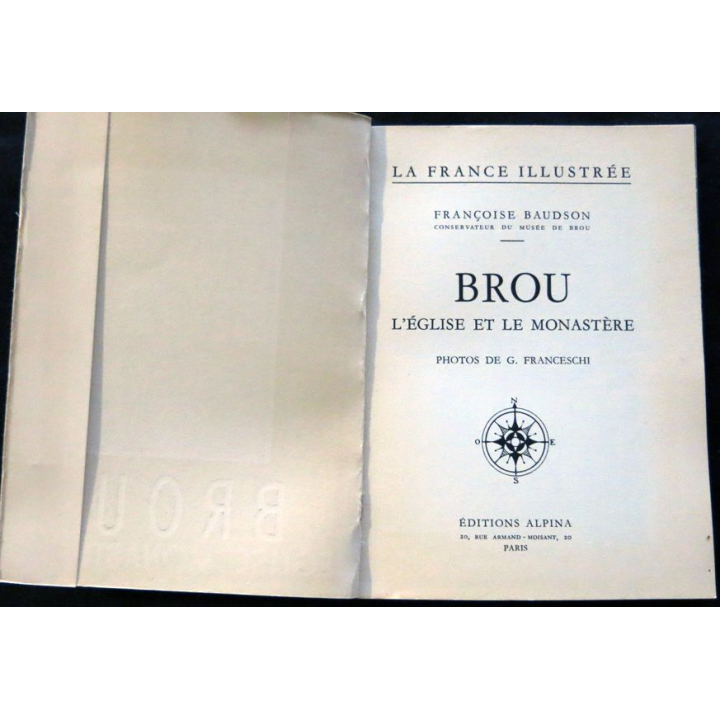 LA FRANCE ILLUSTRÉE
FRANÇOISE BAUDSON
CONSERVATEUR DU MUSÉE DE BROU
BROU
L'ÉGLISE ET LE MONASTÈRE
PHOTOS DE G. FRANCESCHI
N
O E
S
ÉDITIONS ALPINA
20, RUE ARMAND-MOISANT, 20
PARIS
BROU